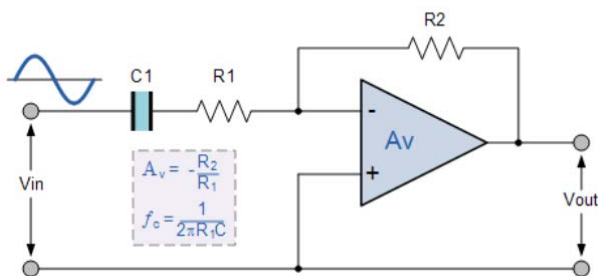 R2
C1
R1
-
Av
+
Vin
Av = -R2/R1
fc = 1/2πR1C
Vout